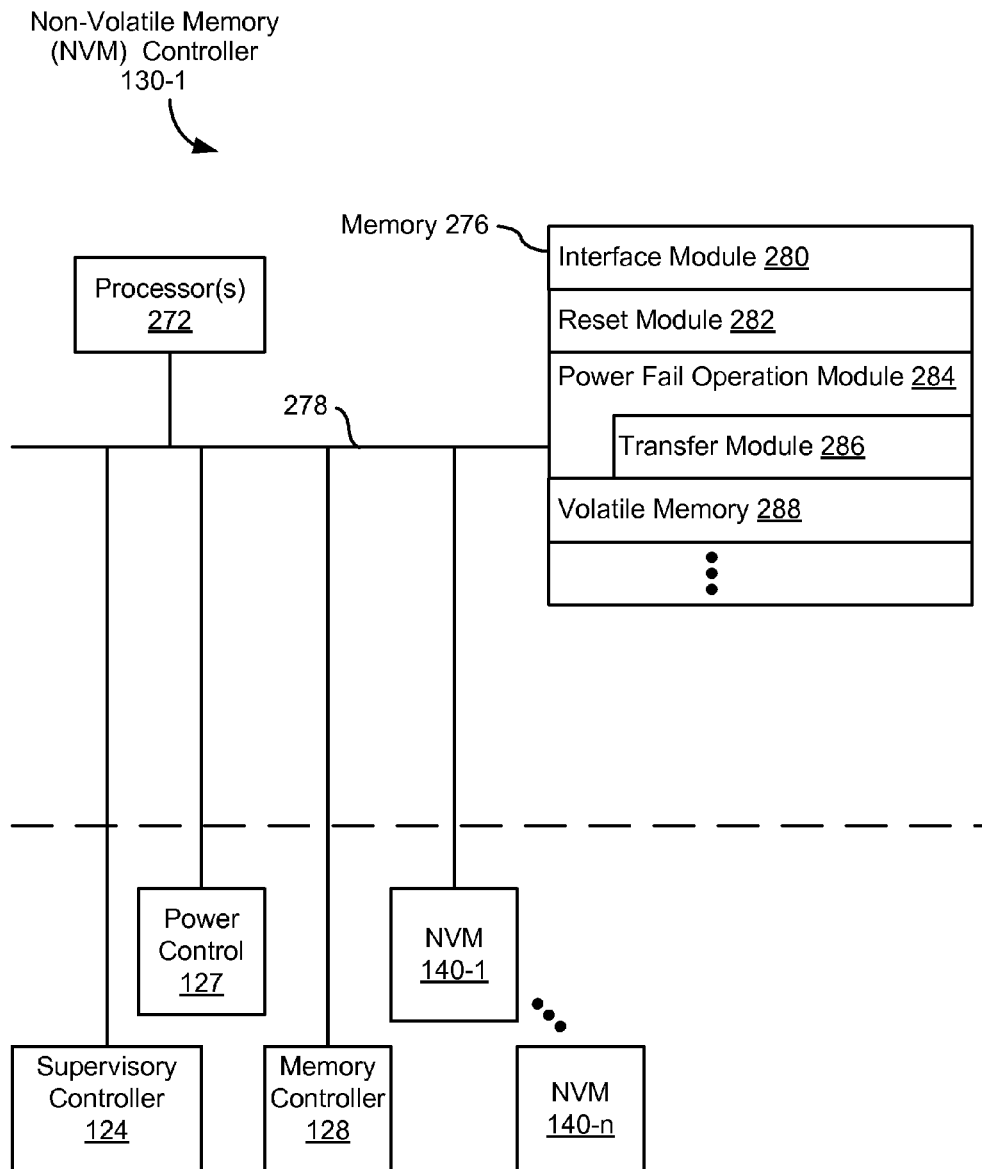 Non-Volatile Memory
(NVM) Controller
130-1
Memory 276
Interface Module 280
Processor(s)
272
Reset Module 282
Power Fail Operation Module 284
278
Transfer Module 286
Volatile Memory 288
Power
Control
127
NVM
140-1
Supervisory
Controller
124
Memory
Controller
128
NVM
140-n